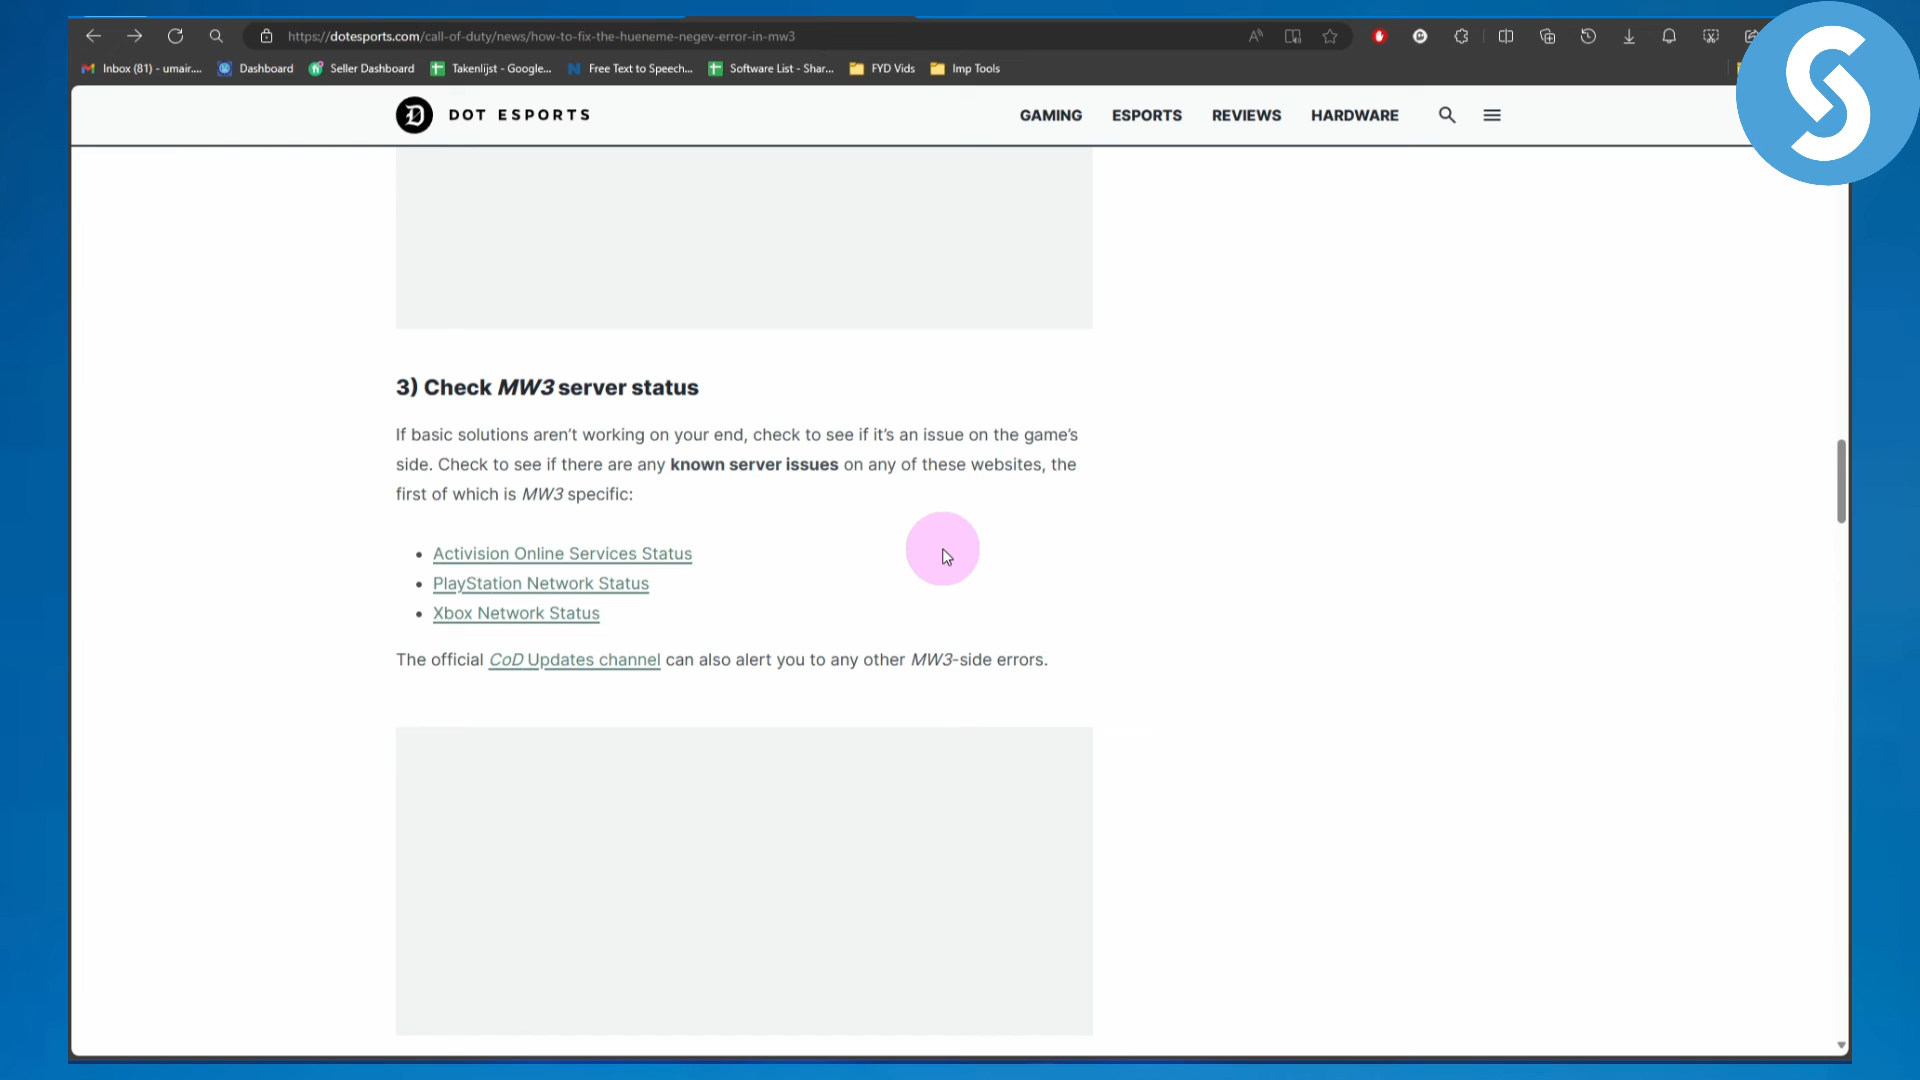 https://dotesports.com/call-of-duty/news/how-to-fix-the-hueneme-negev-error-in-mw3
Inbox (81) - umair.... Dashboard Seller Dashboard Takenlijst - Google... Free Text to Speech... Software List - Shar... FYD Vids Imp Tools
DOT ESPORTS GAMING ESPORTS REVIEWS HARDWARE
3) Check MW3 server status
If basic solutions aren't working on your end, check to see if it's an issue on the game's
side. Check to see if there are any known server issues on any of these websites, the
first of which is MW3 specific:
• Activision Online Services Status
• PlayStation Network Status
• Xbox Network Status
The official CoD Updates channel can also alert you to any other MW3-side errors.